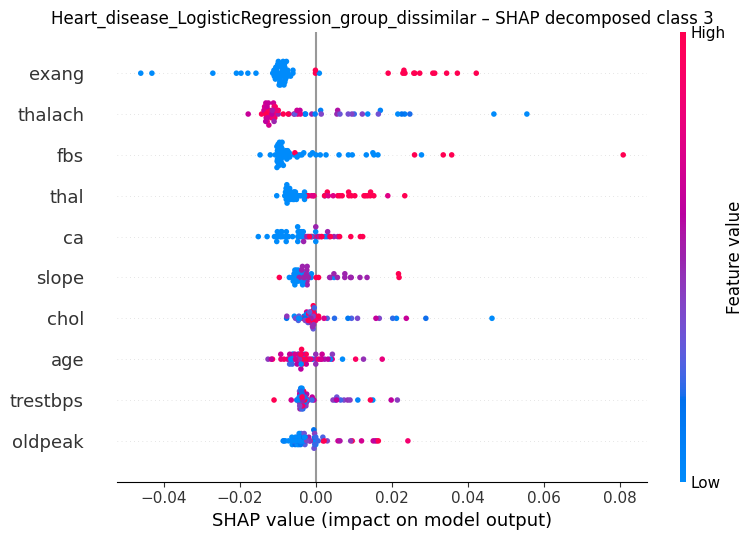 Heart_disease_LogisticRegression_group_dissimilar – SHAP decomposed class 3
High
exang
thalach
fbs
thal
ca
slope
chol
age
trestbps
oldpeak
Feature value
Low
−0.04 −0.02 0.00 0.02 0.04 0.06 0.08
SHAP value (impact on model output)